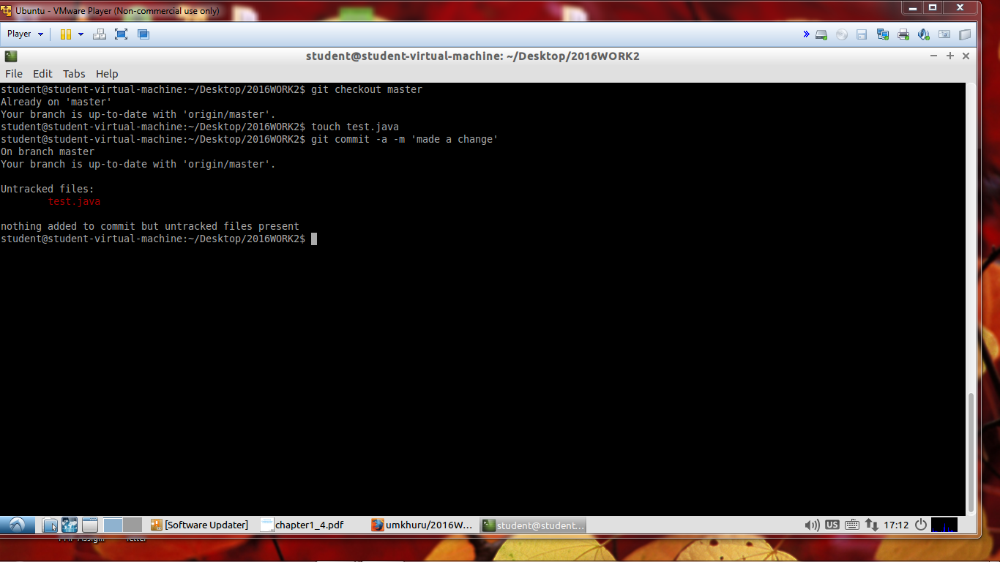 Ubuntu - VMware Player (Non-commercial use only)
Player
student@student-virtual-machine: ~/Desktop/2016WORK2
File Edit Tabs Help
student@student-virtual-machine:~/Desktop/2016WORK2$ git checkout master
Already on 'master'
Your branch is up-to-date with 'origin/master'.
student@student-virtual-machine:~/Desktop/2016WORK2$ touch test.java
student@student-virtual-machine:~/Desktop/2016WORK2$ git commit -a -m 'made a change'
On branch master
Your branch is up-to-date with 'origin/master'.
Untracked files:
test.java
nothing added to commit but untracked files present
student@student-virtual-machine:~/Desktop/2016WORK2$
[Software Updater] chapter1_4.pdf umkhuru/2016W... student@student... US 17:12